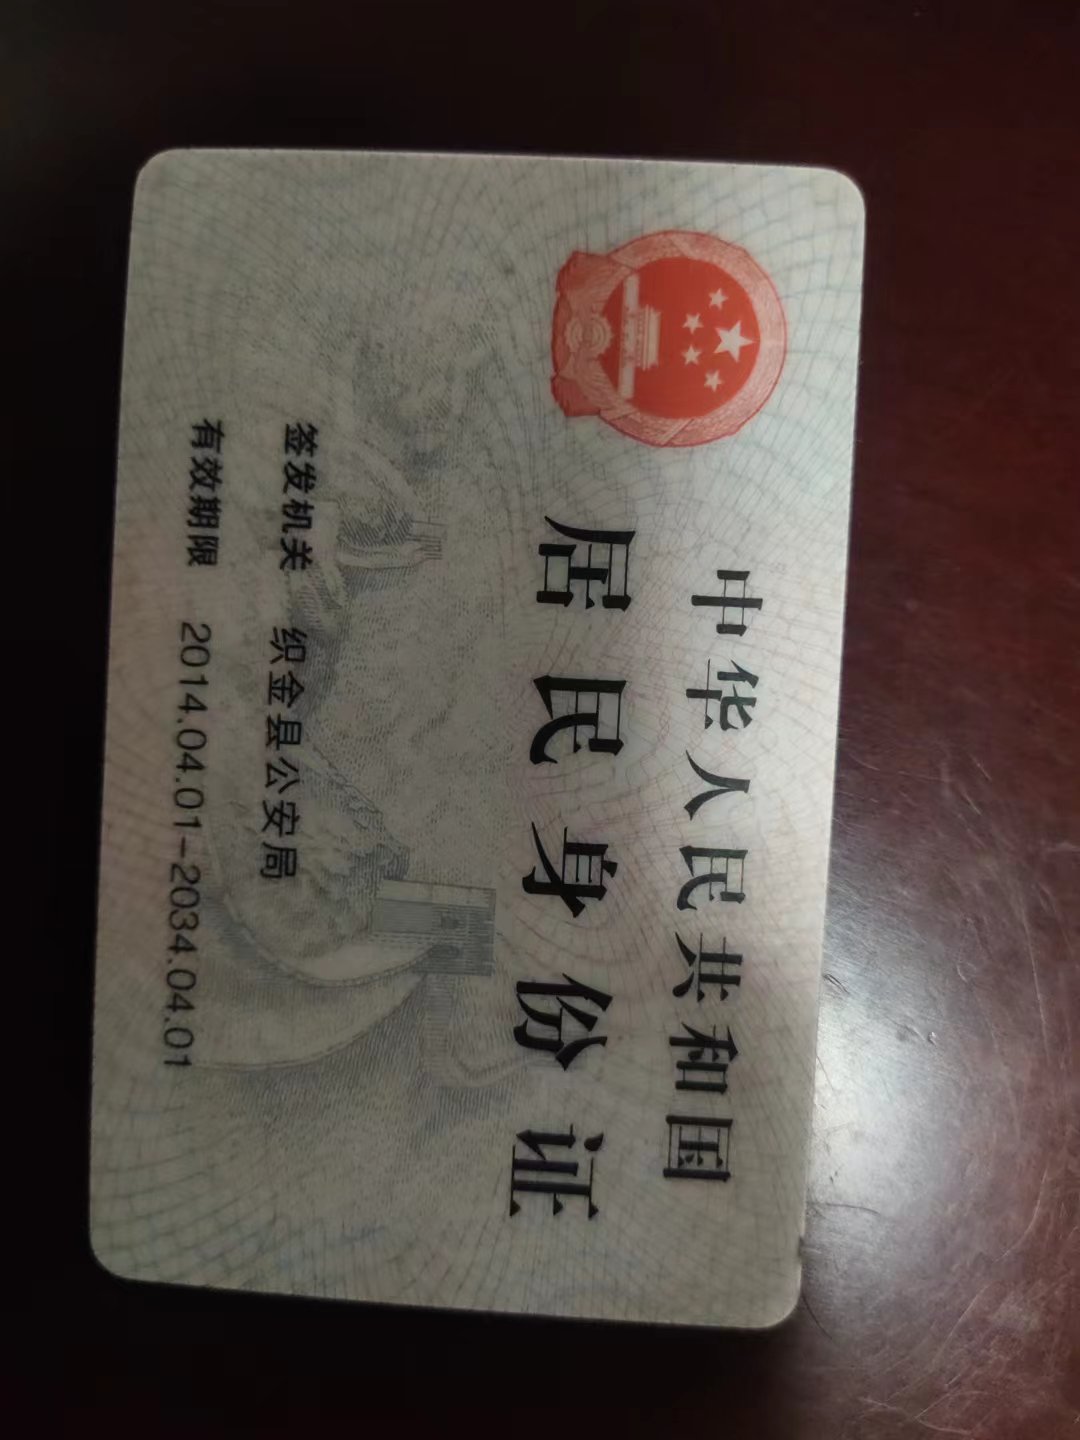 中华人民共和国
居民身份证
签发机关 织金县公安局
有效期限 2014.04.01-2034.04.01